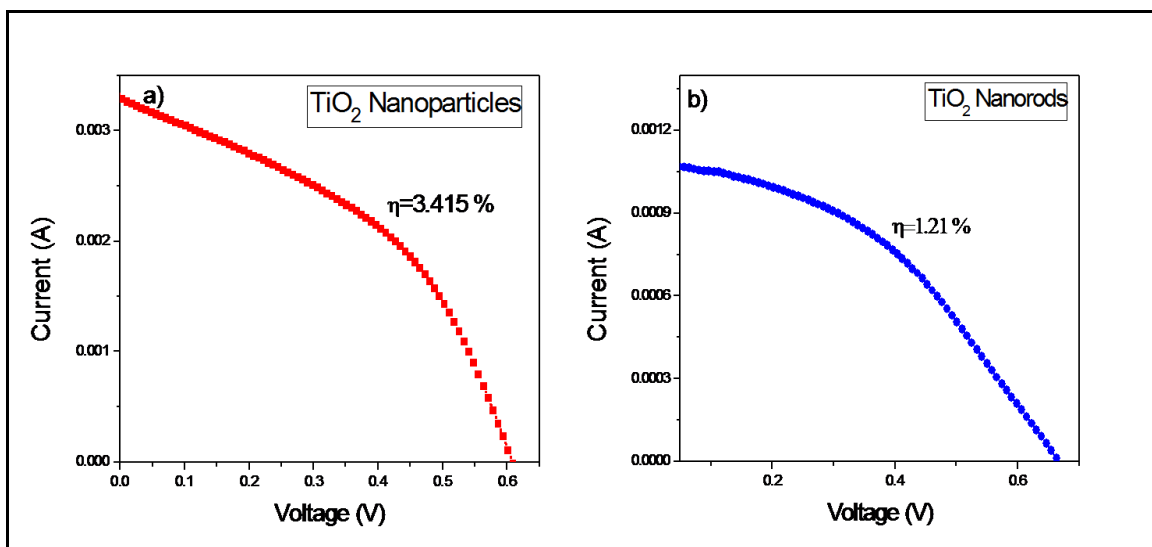 a)
TiO2 Nanoparticles
η=3.415 %
Current (A)
0.003
0.002
0.001
0.000
0.0 0.1 0.2 0.3 0.4 0.5 0.6
Voltage (V)
b)
TiO2 Nanorods
η=1.21 %
Current (A)
0.0012
0.0009
0.0006
0.0003
0.0000
0.2 0.4 0.6
Voltage (V)